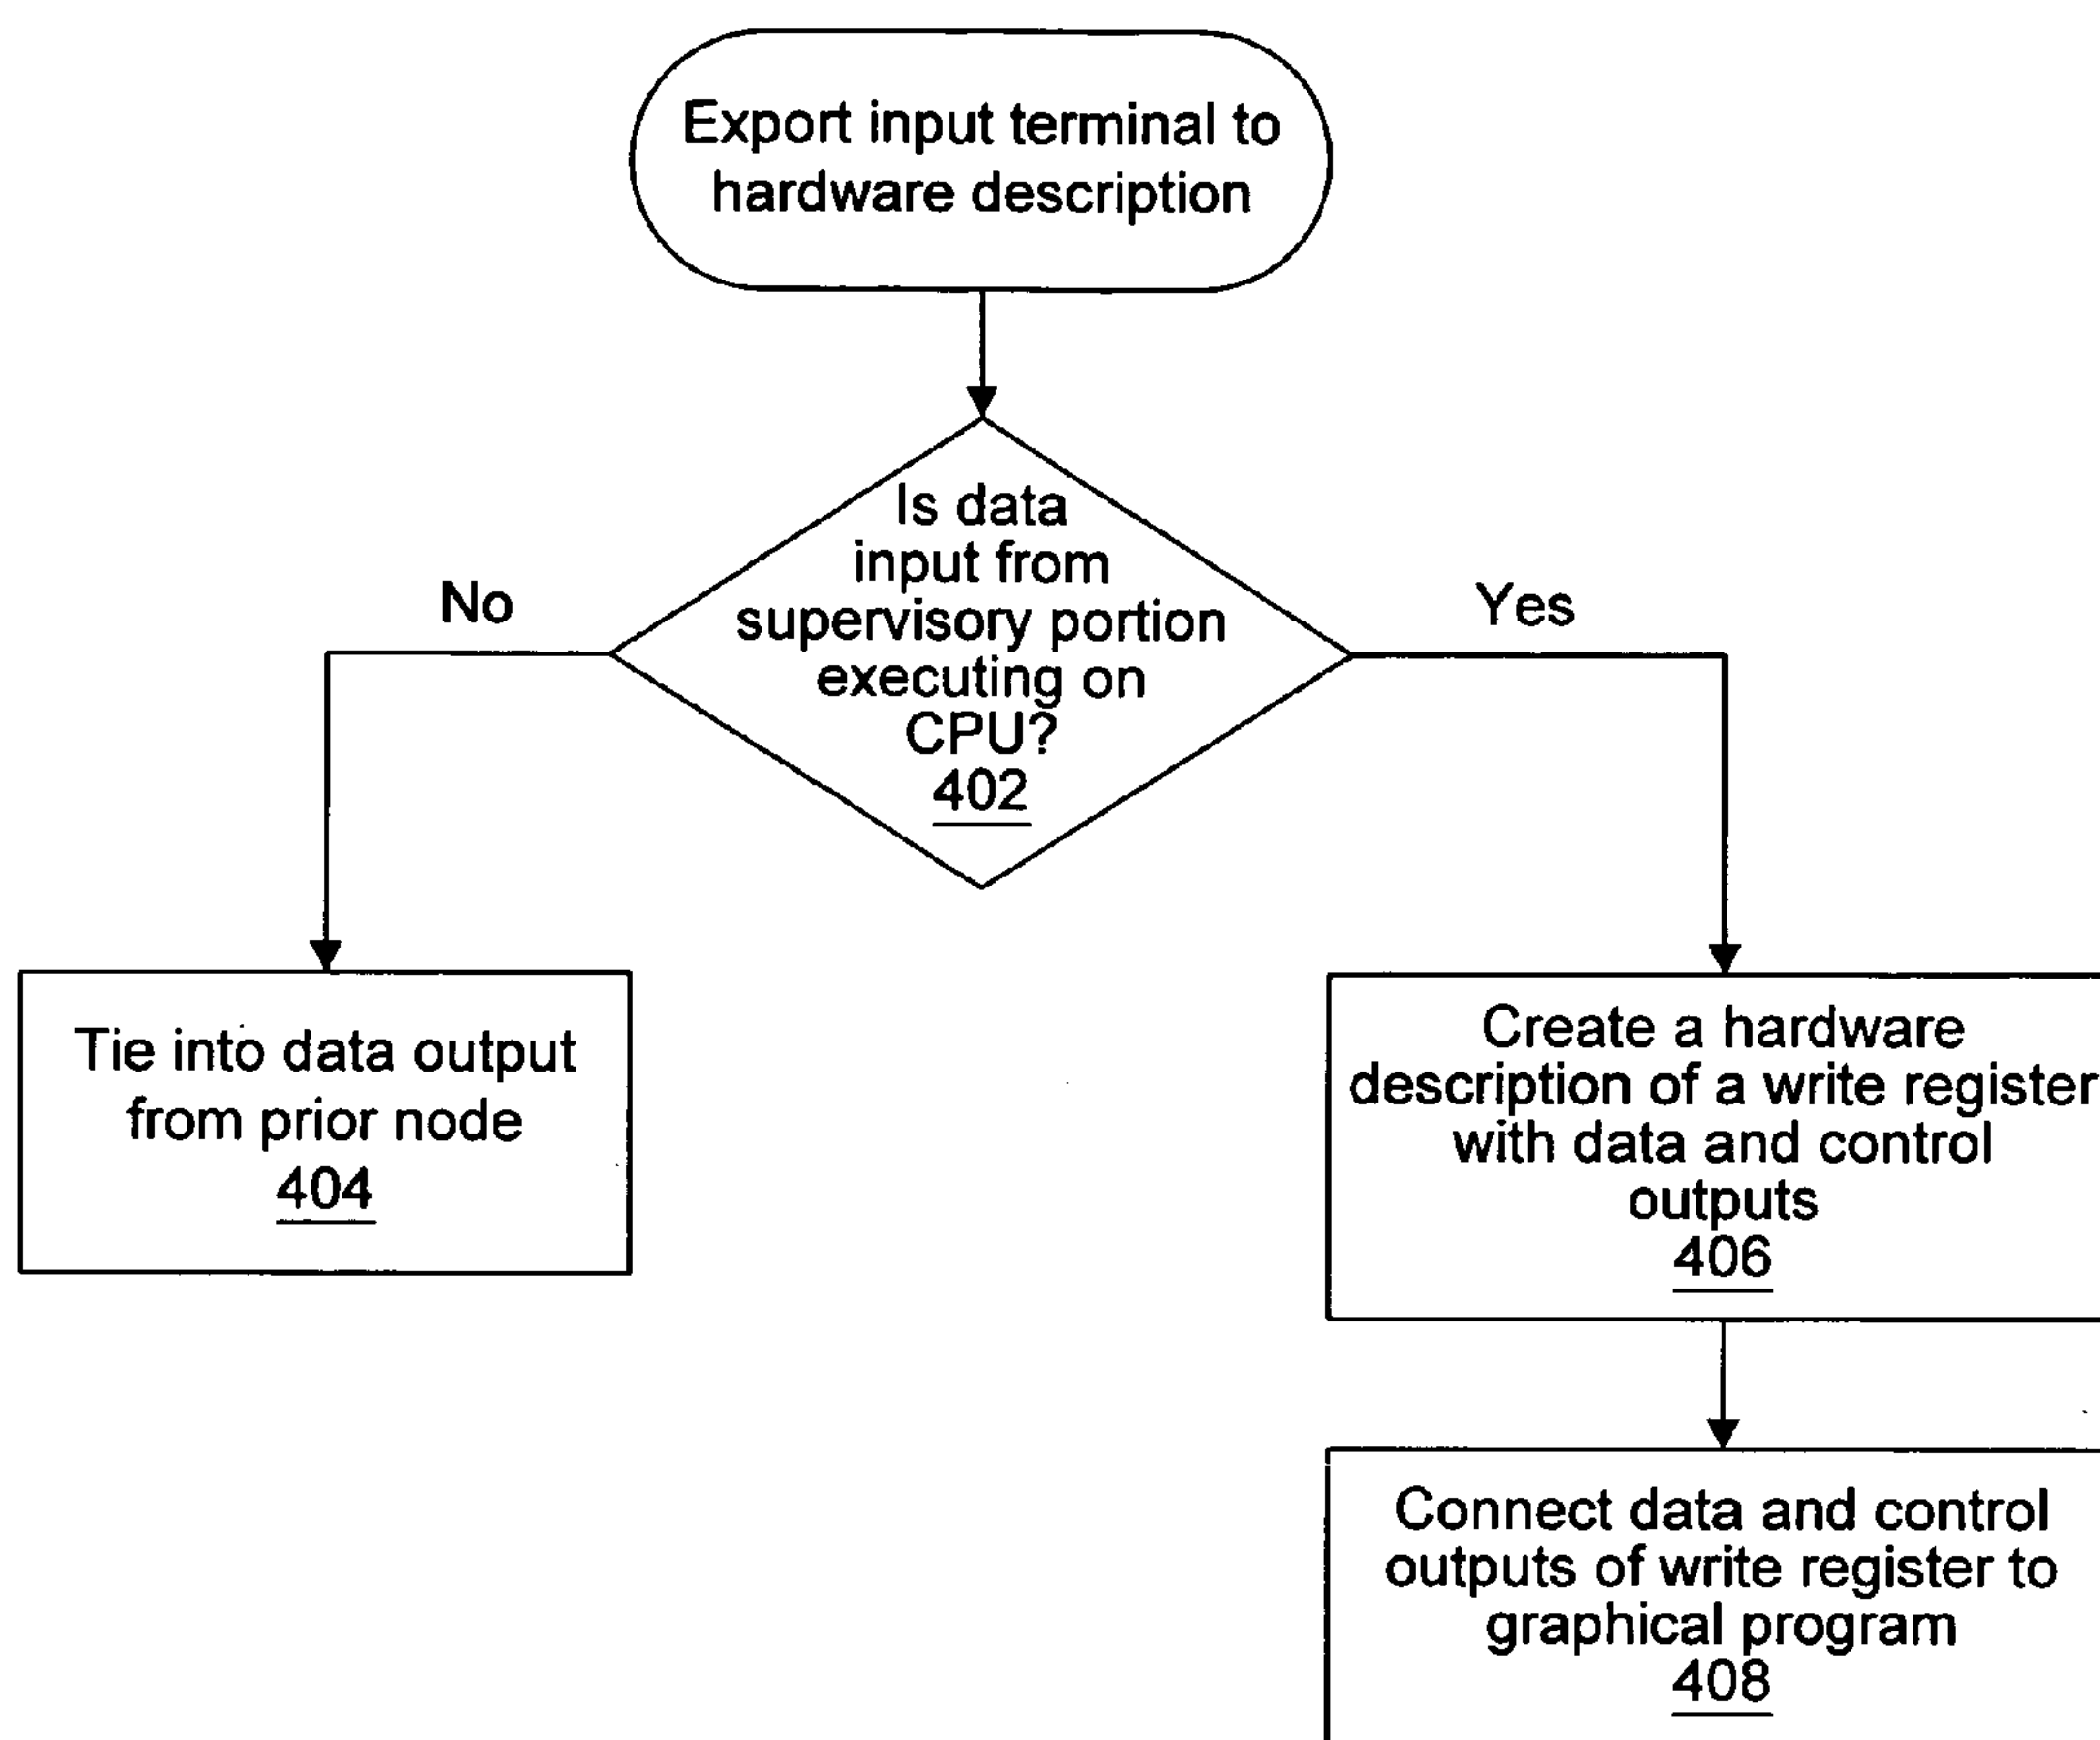 Export input terminal to
hardware description
Is data
input from
supervisory portion
executing on
CPU?
402
No
Yes
Tie into data output
from prior node
404
Create a hardware
description of a write register
with data and control
outputs
406
Connect data and control
outputs of write register to
graphical program
408